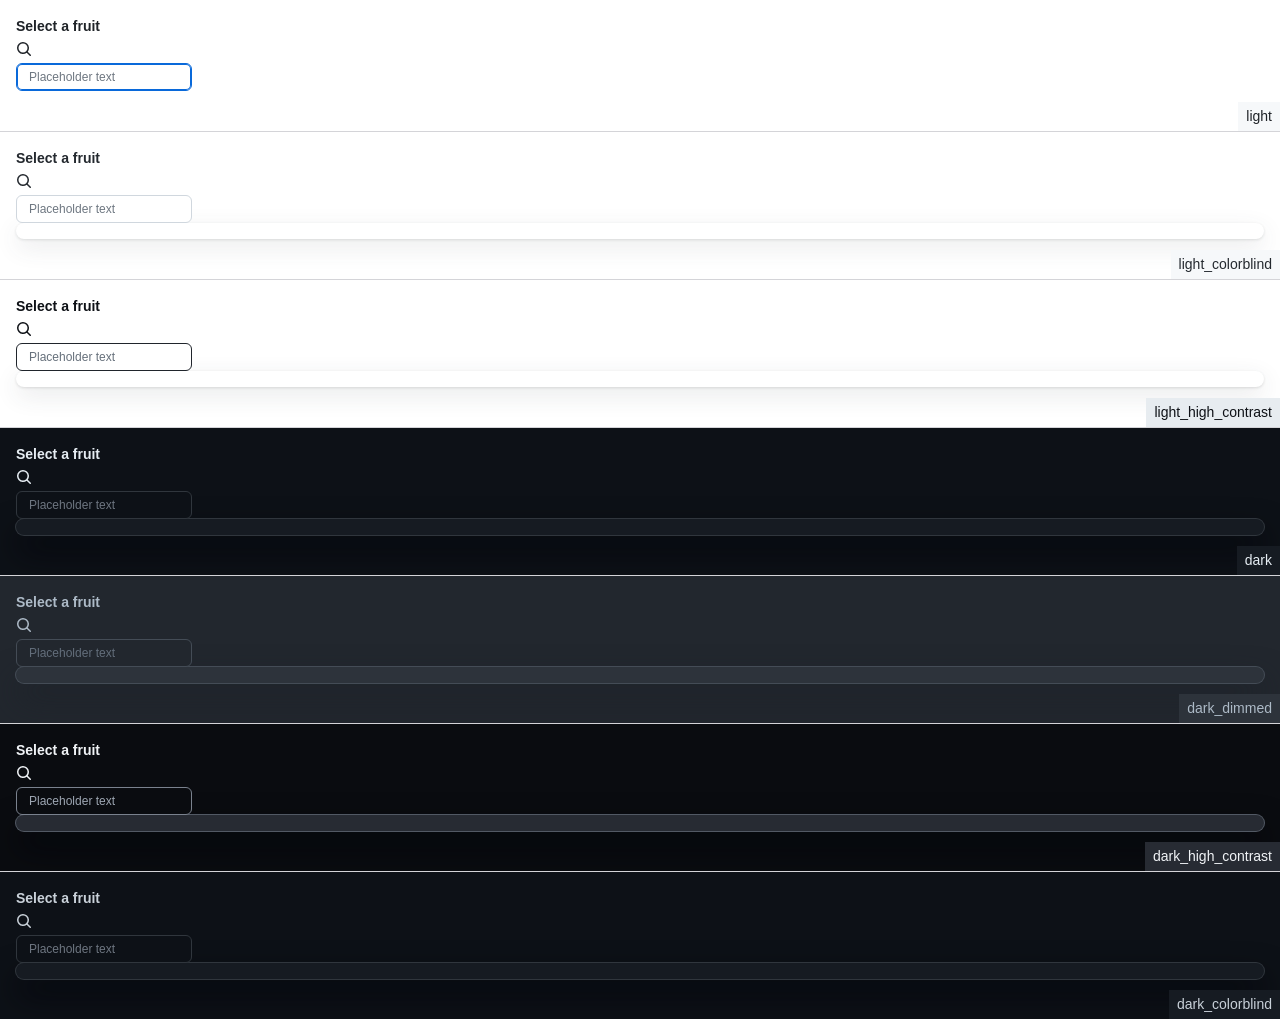 Select a fruit
Placeholder text
light
Select a fruit
Placeholder text
light_colorblind
Select a fruit
Placeholder text
light_high_contrast
Select a fruit
Placeholder text
dark
Select a fruit
Placeholder text
dark_dimmed
Select a fruit
Placeholder text
dark_high_contrast
Select a fruit
Placeholder text
dark_colorblind